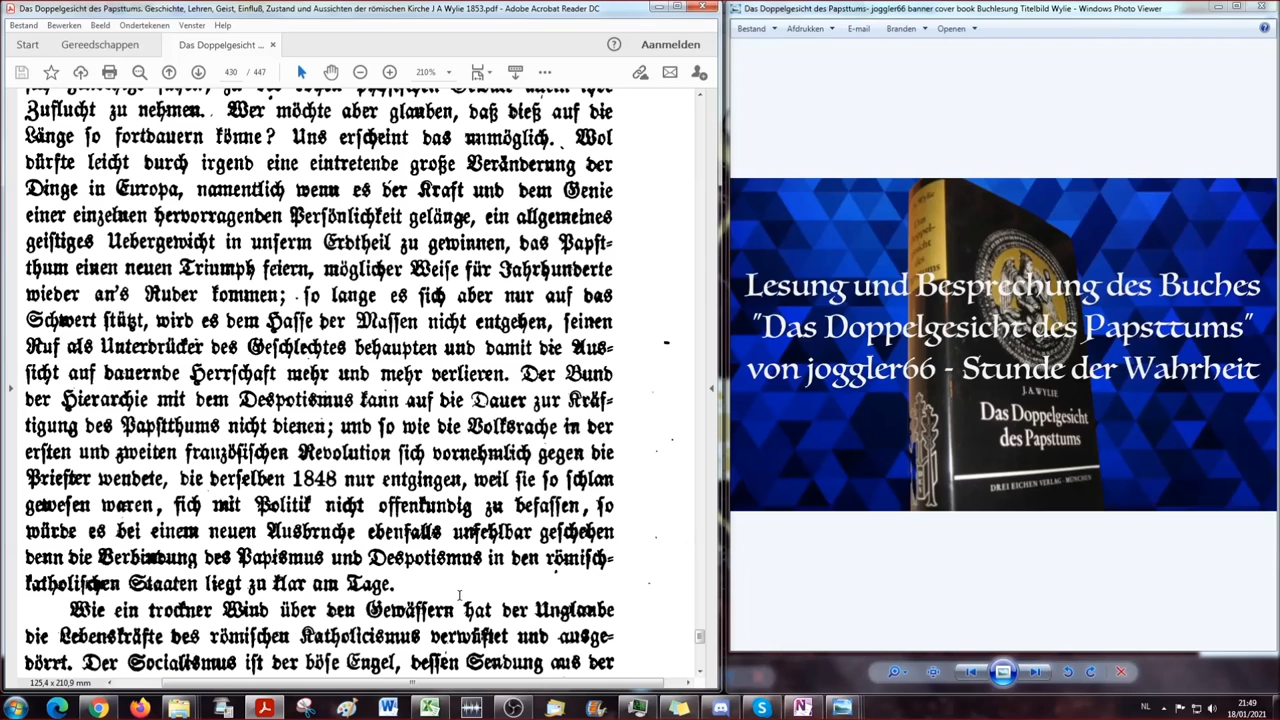 Das Doppelgesicht des Papsttums. Geschichte, Lehren, Geist, Einfluß, Zustand und Aussichten der römischen Kirche J A Wylie 1853.pdf - Adobe Acrobat Reader DC
Bestand Bewerken Beeld Ondertekenen Venster Help
Start Gereedschappen Das Doppelgesicht ... × Aanmelden
430 / 447 210%
Zuflucht zu nehmen. Wer möchte aber glauben, daß dieß auf die
Länge so fortdauern könne? Uns erscheint das unmöglich. Wol
dürfte leicht durch irgend eine eintretende große Veränderung der
Dinge in Europa, namentlich wenn es der Kraft und dem Genie
einer einzelnen hervorragenden Persönlichkeit gelänge, ein allgemeines
geistiges Uebergewicht in unserm Erdtheil zu gewinnen, das Papst-
thum einen neuen Triumph feiern, möglicher Weise für Jahrhunderte
wieder an's Ruder kommen; so lange es sich aber nur auf das
Schwert stützt, wird es dem Hasse der Massen nicht entgehen, seinen
Ruf als Unterdrücker des Geschlechtes behaupten und damit die Aus-
sicht auf dauernde Herrschaft mehr und mehr verlieren. Der Bund
der Hierarchie mit dem Despotismus kann auf die Dauer zur Kräf-
tigung des Papstthums nicht dienen; und so wie die Volksrache in der
ersten und zweiten französischen Revolution sich vornehmlich gegen die
Priester wendete, die derselben 1848 nur entgingen, weil sie so schlau
gewesen waren, sich mit Politik nicht offenkundig zu befassen, so
würde es bei einem neuen Ausbruche ebenfalls unfehlbar geschehen
denn die Verbindung des Papismus und Despotismus in den römisch-
katholischen Staaten liegt zu klar am Tage.
Wie ein trockner Wind über den Gewässern hat der Unglaube
die Lebenskräfte des römischen Katholicismus verwüstet und ausge-
dörrt. Der Socialismus ist der böse Engel, dessen Sendung aus der
125,4 x 210,9 mm
Das Doppelgesicht des Papsttums- joggler66 banner cover book Buchlesung Titelbild Wylie - Windows Photo Viewer
Bestand Afdrukken E-mail Branden Openen
Lesung und Besprechung des Buches
"Das Doppelgesicht des Papsttums"
von joggler66 - Stunde der Wahrheit
J.A. WYLIE
Das Doppelgesicht
des Papsttums
DREI EICHEN VERLAG · MÜNCHEN
NL 21:49
18/01/2021